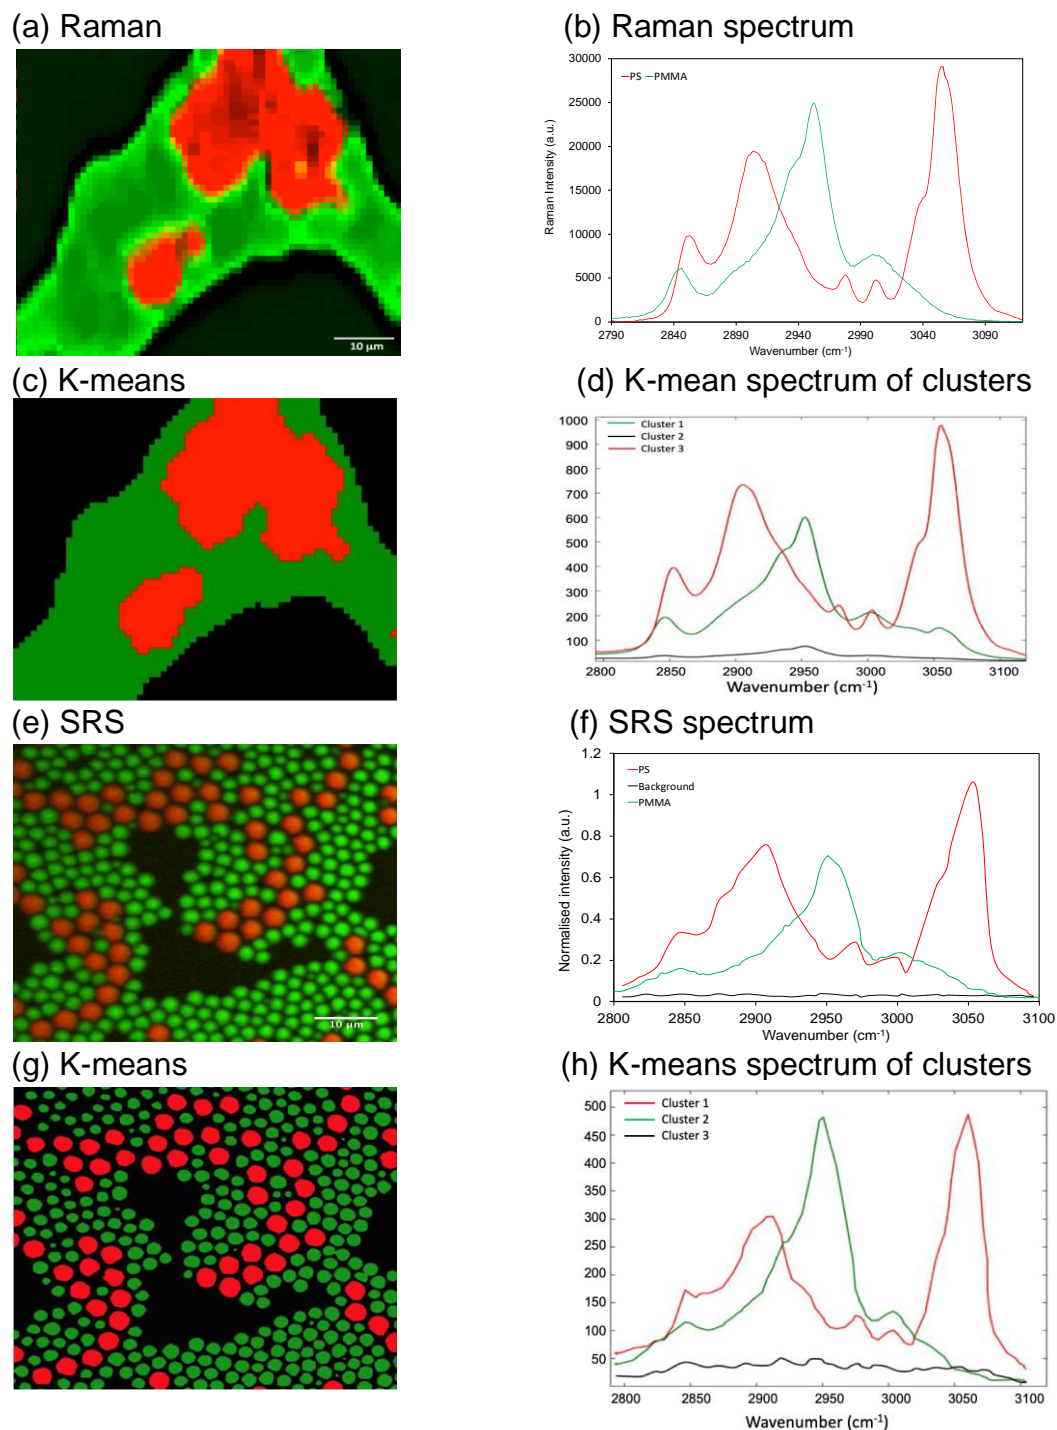 (a) Raman
(b) Raman spectrum
10 µm
PS PMMA
30000
25000
20000
15000
10000
5000
0
Raman Intensity (a.u.)
2790 2840 2890 2940 2990 3040 3090
Wavenumber (cm-1)
(c) K-means
(d) K-mean spectrum of clusters
Cluster 1
Cluster 2
Cluster 3
1000
900
800
700
600
500
400
300
200
100
2800 2850 2900 2950 3000 3050 3100
Wavenumber (cm-1)
(e) SRS
(f) SRS spectrum
10 µm
PS
Background
PMMA
1.2
1
0.8
0.6
0.4
0.2
0
Normalised intensity (a.u.)
2800 2850 2900 2950 3000 3050 3100
Wavenumber (cm-1)
(g) K-means
(h) K-means spectrum of clusters
Cluster 1
Cluster 2
Cluster 3
500
450
400
350
300
250
200
150
100
50
2800 2850 2900 2950 3000 3050 3100
Wavenumber (cm-1)